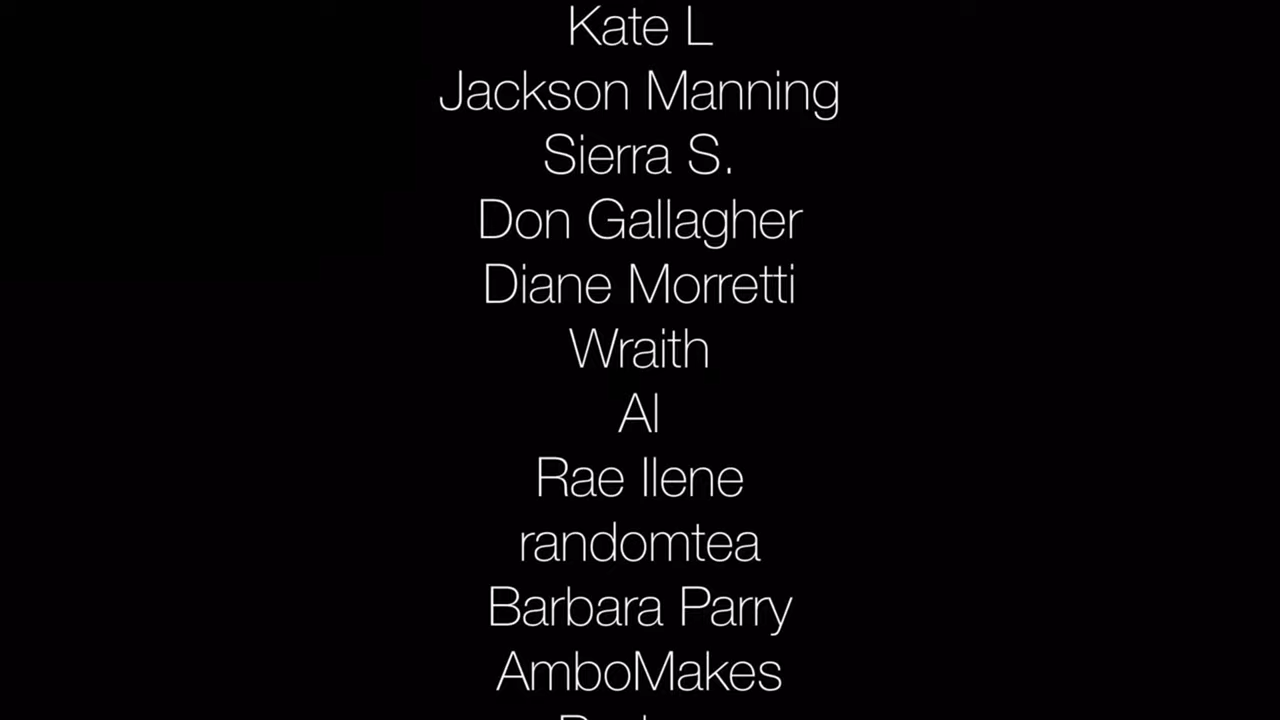 Kate L
Jackson Manning
Sierra S.
Don Gallagher
Diane Morretti
Wraith
Al
Rae Ilene
randomtea
Barbara Parry
AmboMakes